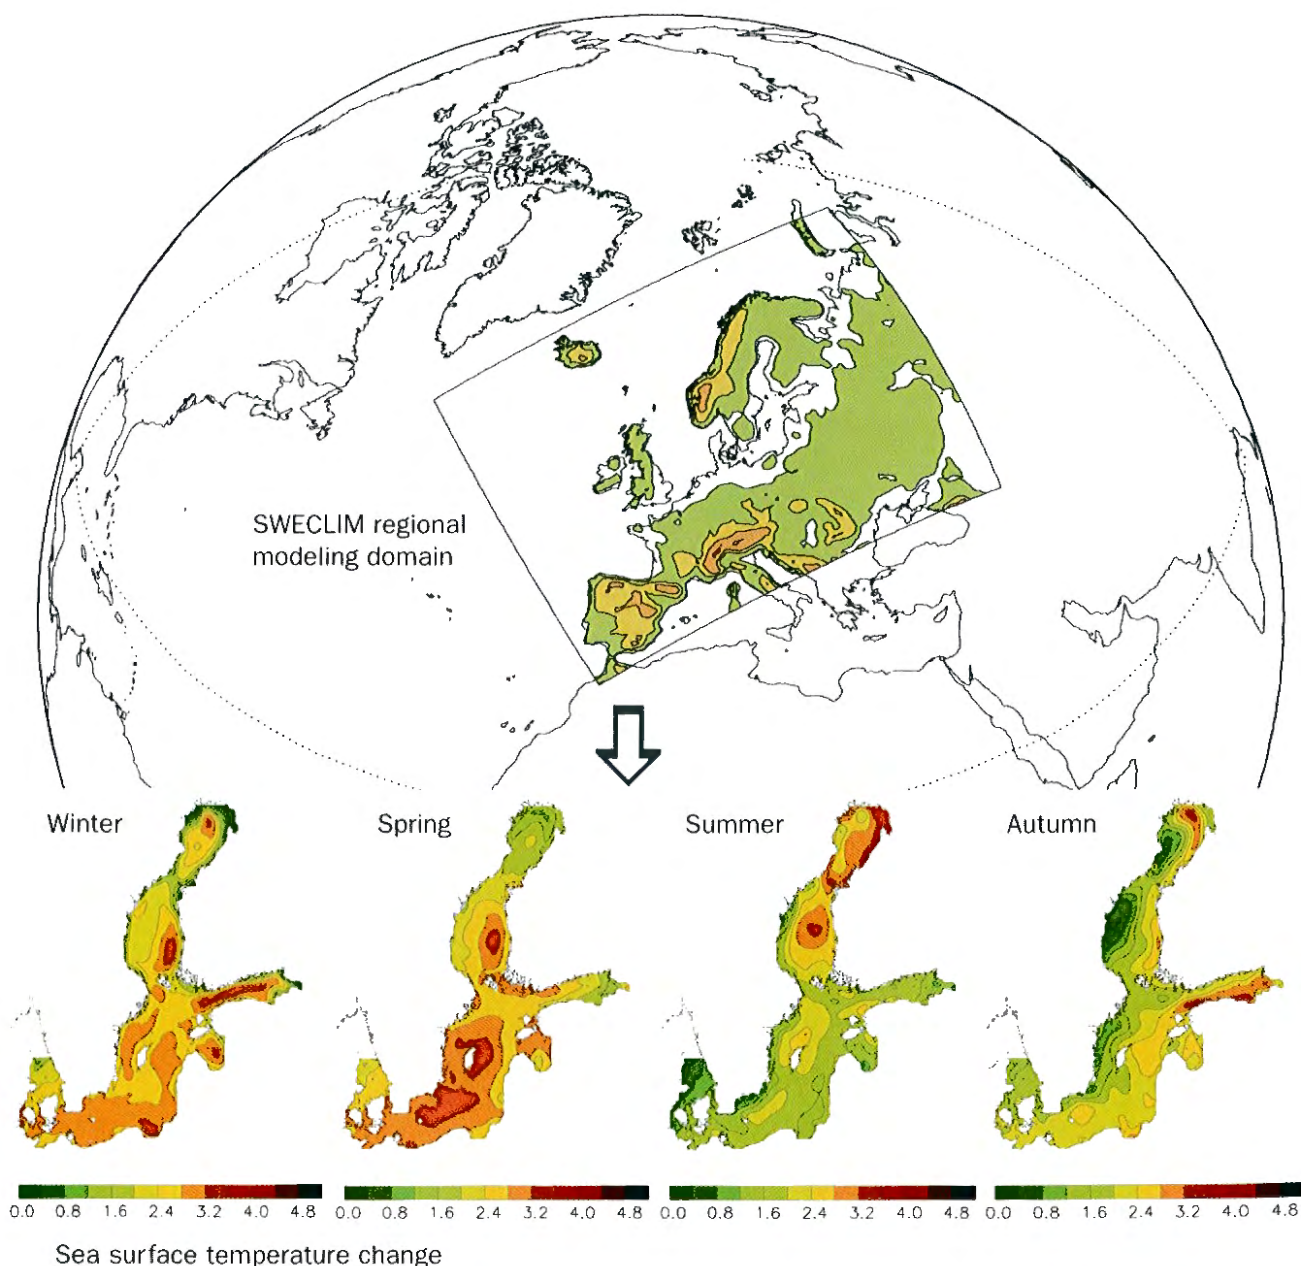 SWECLIM regional
modeling domain
Winter
Spring
Summer
Autumn
0.0 0.8 1.6 2.4 3.2 4.0 4.8
0.0 0.8 1.6 2.4 3.2 4.0 4.8
0.0 0.8 1.6 2.4 3.2 4.0 4.8
0.0 0.8 1.6 2.4 3.2 4.0 4.8
Sea surface temperature change